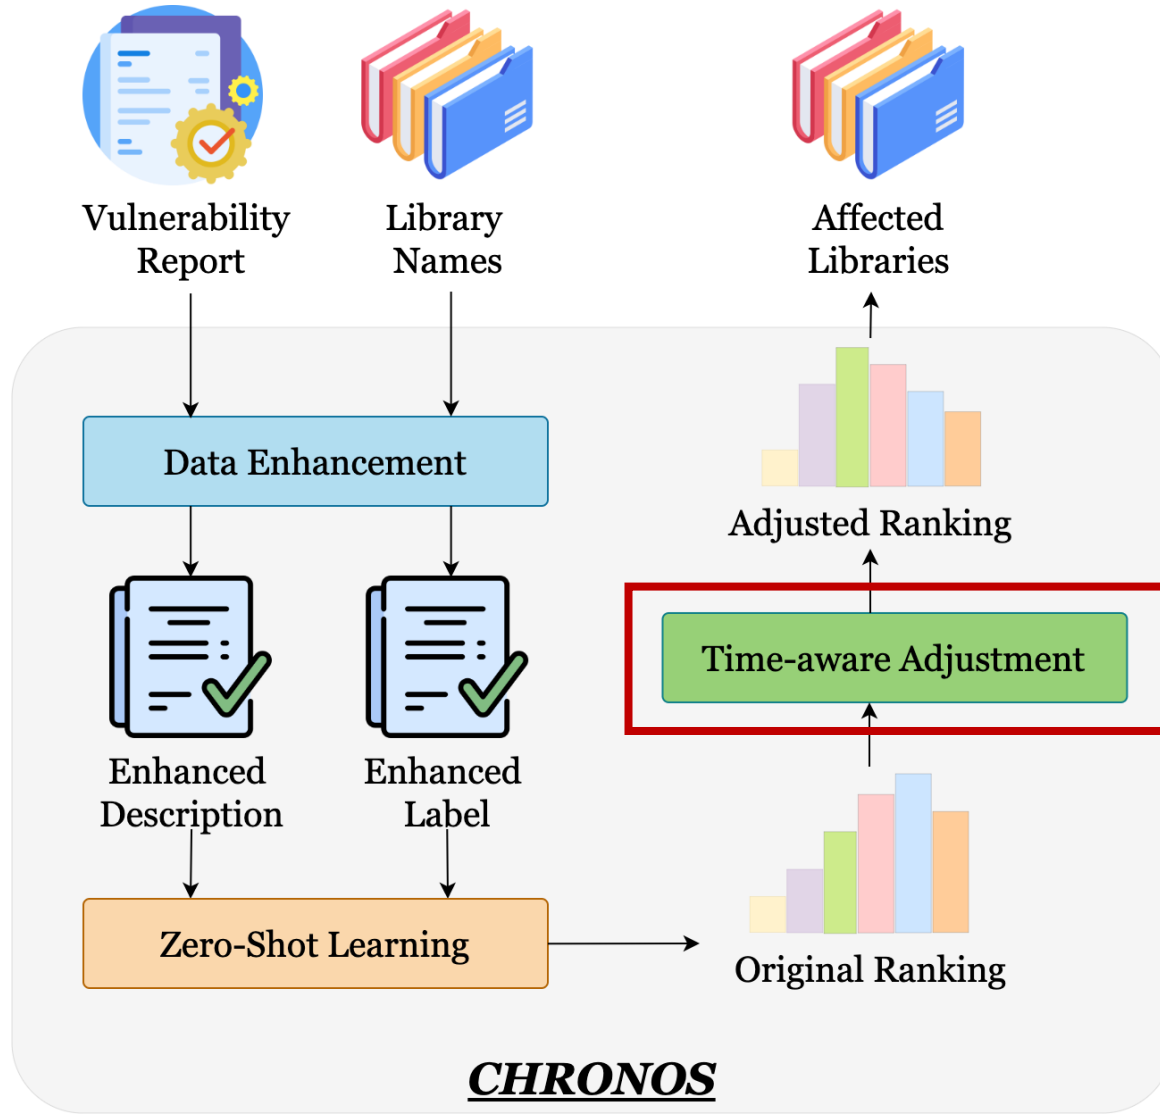 Vulnerability
Report
Library
Names
Affected
Libraries
Data Enhancement
Adjusted Ranking
Time-aware Adjustment
Enhanced
Description
Enhanced
Label
Zero-Shot Learning
Original Ranking
CHRONOS